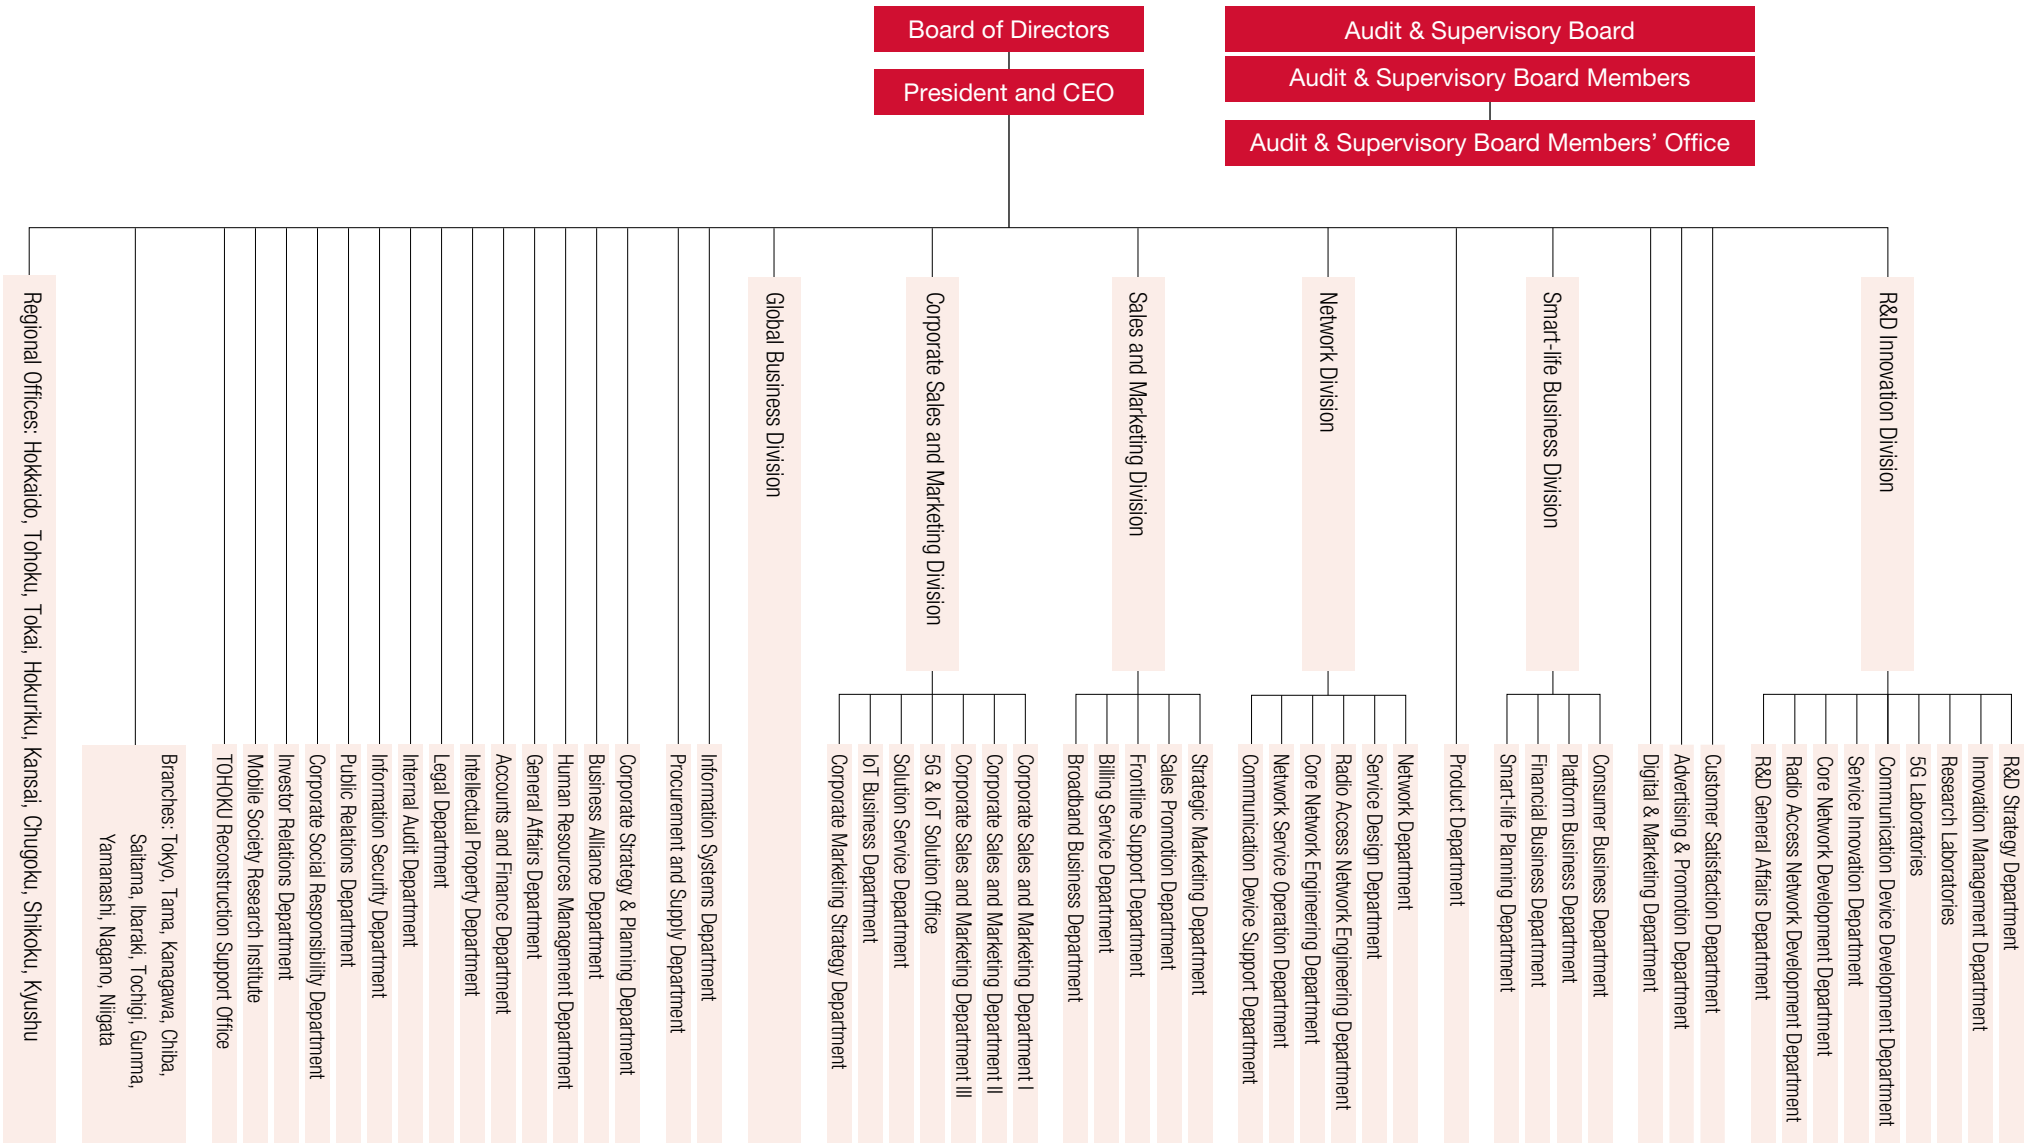 Board of Directors
President and CEO
Audit & Supervisory Board
Audit & Supervisory Board Members
Audit & Supervisory Board Members’ Office
R&D Innovation Division
R&D Strategy Department
Innovation Management Department
Research Laboratories
5G Laboratories
Communication Device Development Department
Service Innovation Department
Core Network Development Department
Radio Access Network Development Department
R&D General Affairs Department
Customer Satisfaction Department
Advertising & Promotion Department
Digital & Marketing Department
Smart-life Business Division
Consumer Business Department
Platform Business Department
Financial Business Department
Smart-life Planning Department
Product Department
Network Division
Network Department
Service Design Department
Radio Access Network Engineering Department
Core Network Engineering Department
Network Service Operation Department
Communication Device Support Department
Sales and Marketing Division
Strategic Marketing Department
Sales Promotion Department
Frontline Support Department
Billing Service Department
Broadband Business Department
Corporate Sales and Marketing Division
Corporate Sales and Marketing Department I
Corporate Sales and Marketing Department II
Corporate Sales and Marketing Department III
5G & IoT Solution Office
Solution Service Department
IoT Business Department
Corporate Marketing Strategy Department
Global Business Division
Information Systems Department
Procurement and Supply Department
Corporate Strategy & Planning Department
Business Alliance Department
Human Resources Management Department
General Affairs Department
Accounts and Finance Department
Intellectual Property Department
Legal Department
Internal Audit Department
Information Security Department
Public Relations Department
Corporate Social Responsibility Department
Investor Relations Department
Mobile Society Research Institute
TOHOKU Reconstruction Support Office
Branches: Tokyo, Tama, Kanagawa, Chiba,
Saitama, Ibaraki, Tochigi, Gunma,
Yamanashi, Nagano, Niigata
Regional Offices: Hokkaido, Tohoku, Tokai, Hokuriku, Kansai, Chugoku, Shikoku, Kyushu